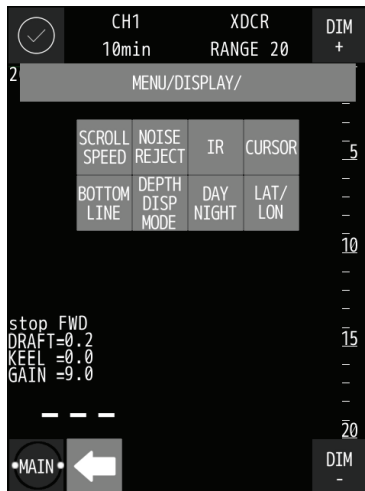 CH1 XDCR DIM
10min RANGE 20 +
2
MENU/DISPLAY/
SCROLL SPEED
NOISE REJECT
IR
CURSOR
5
BOTTOM LINE
DEPTH DISP MODE
DAY NIGHT
LAT/ LON
10
stop FWD
DRAFT=0.2
15
KEEL =0.0
GAIN =9.0
- - -
20
MAIN
DIM
-